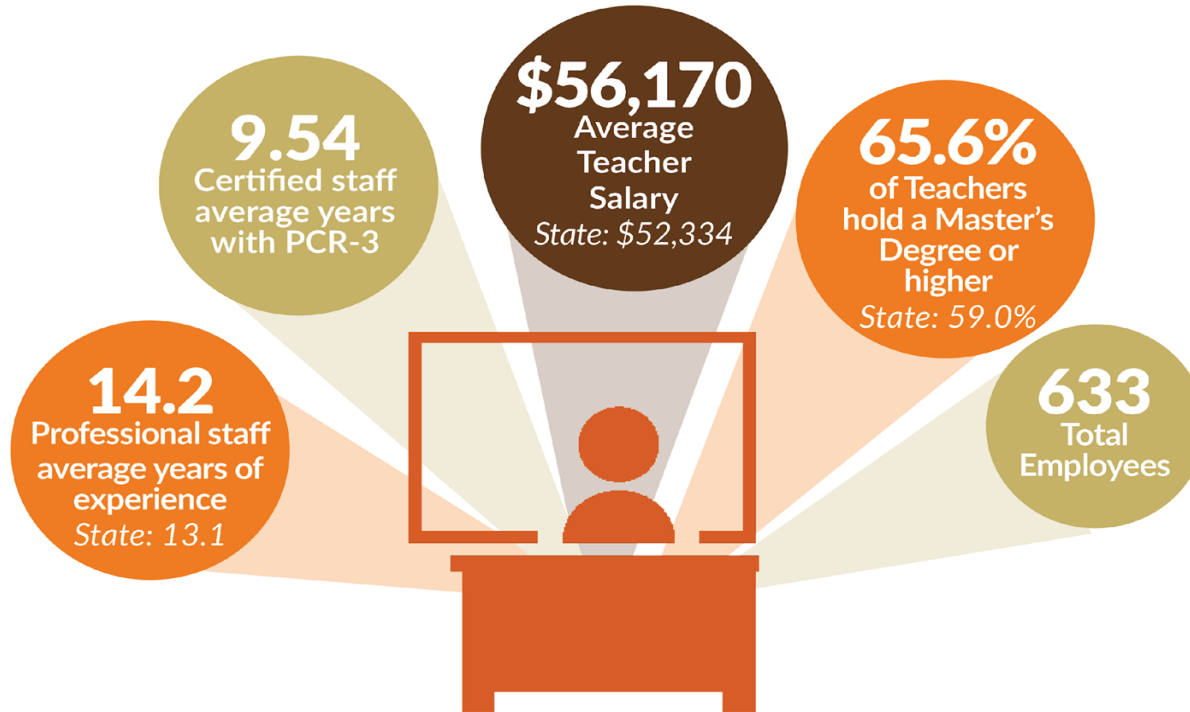 14.2
Professional staff
average years of
experience
State: 13.1
9.54
Certified staff
average years
with PCR-3
$56,170
Average
Teacher
Salary
State: $52,334
65.6%
of Teachers
hold a Master’s
Degree or
higher
State: 59.0%
633
Total
Employees